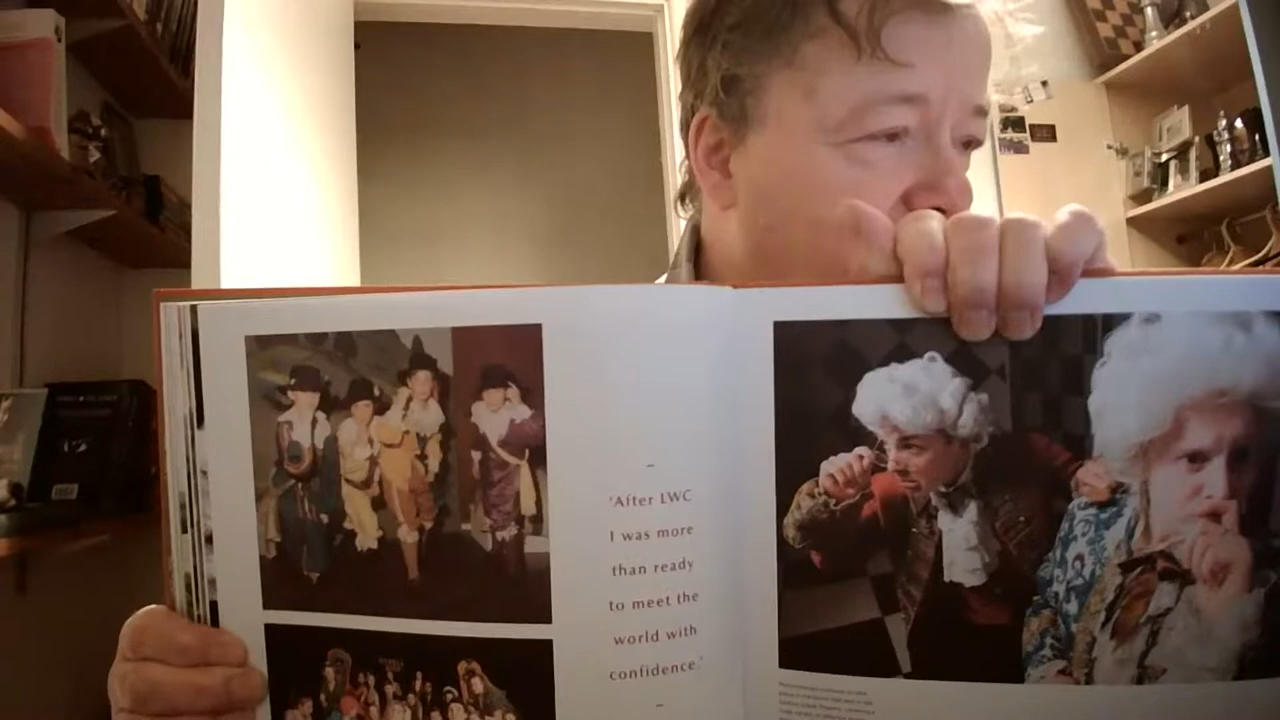 'After LWC
I was more
than ready
to meet the
world with
confidence.'